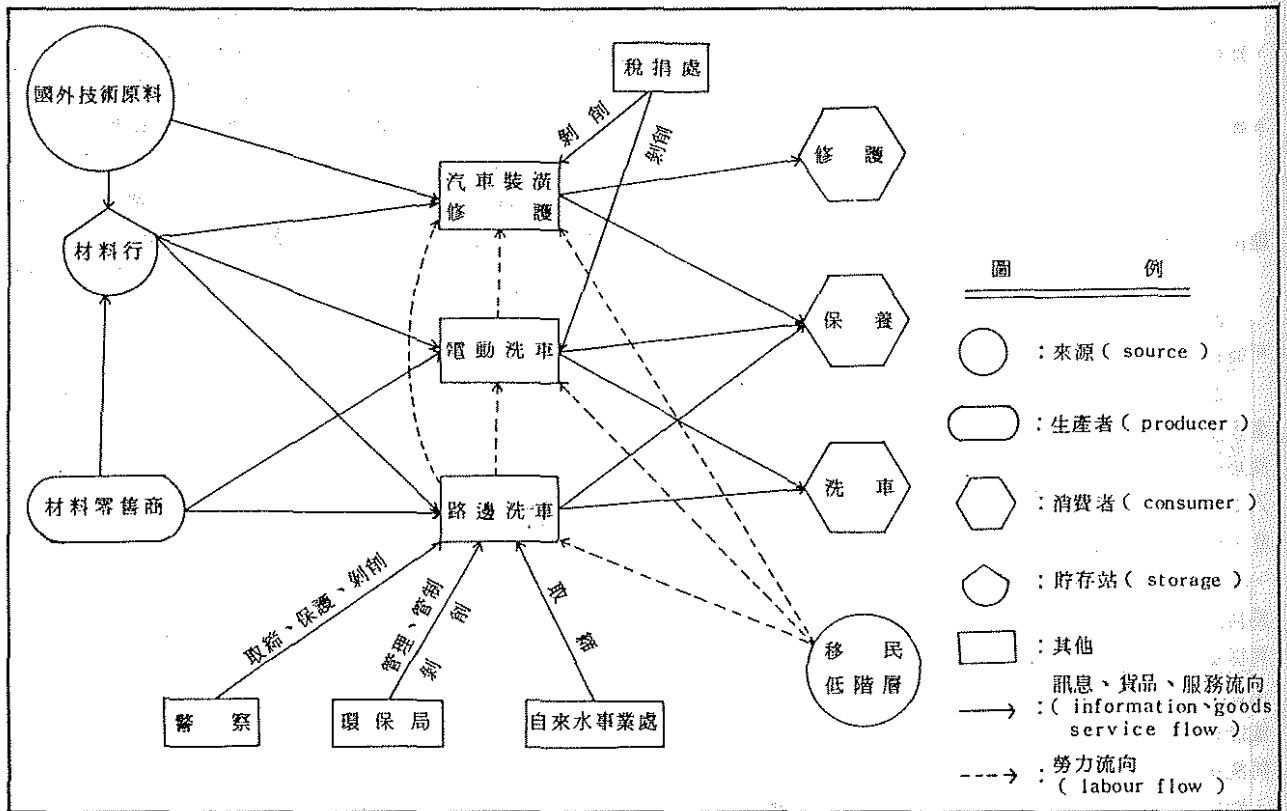 國外技術原料
稅捐處
剝削
剝削
汽車裝潢
修護
修護
材料行
保養
電動洗車
洗車
材料零售商
路邊洗車
取締、保護、剝削
管理、管制
剝削
取締
移民
低階層
警察
環保局
自來水事業處
圖例
：來源（source）
：生產者（producer）
：消費者（consumer）
：貯存站（storage）
：其他
訊息、貨品、服務流向
：（information、goods
service flow）
：勞力流向
（labour flow）